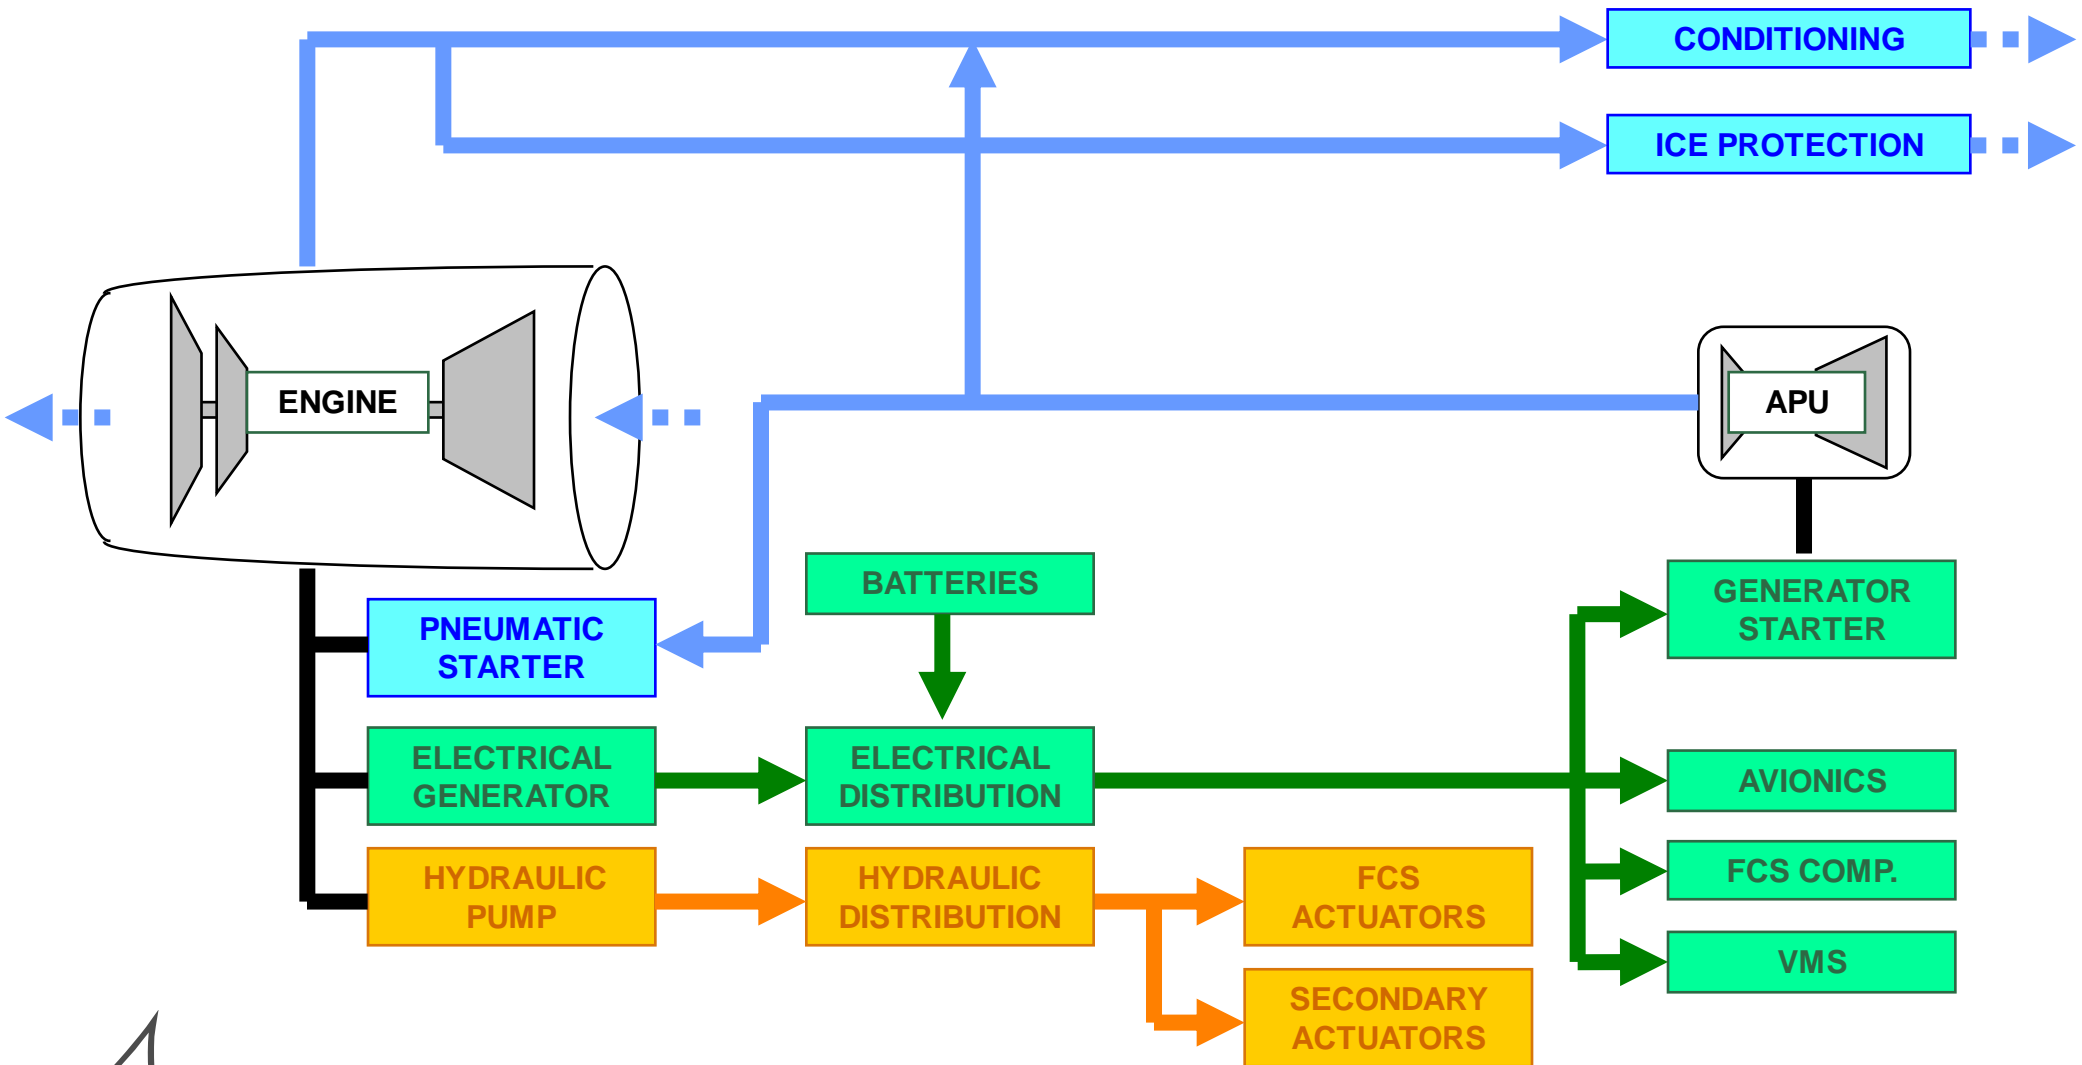 CONDITIONING
ICE PROTECTION
ENGINE
APU
BATTERIES
GENERATOR
STARTER
PNEUMATIC
STARTER
ELECTRICAL
GENERATOR
ELECTRICAL
DISTRIBUTION
AVIONICS
FCS COMP.
HYDRAULIC
PUMP
HYDRAULIC
DISTRIBUTION
FCS
ACTUATORS
VMS
SECONDARY
ACTUATORS